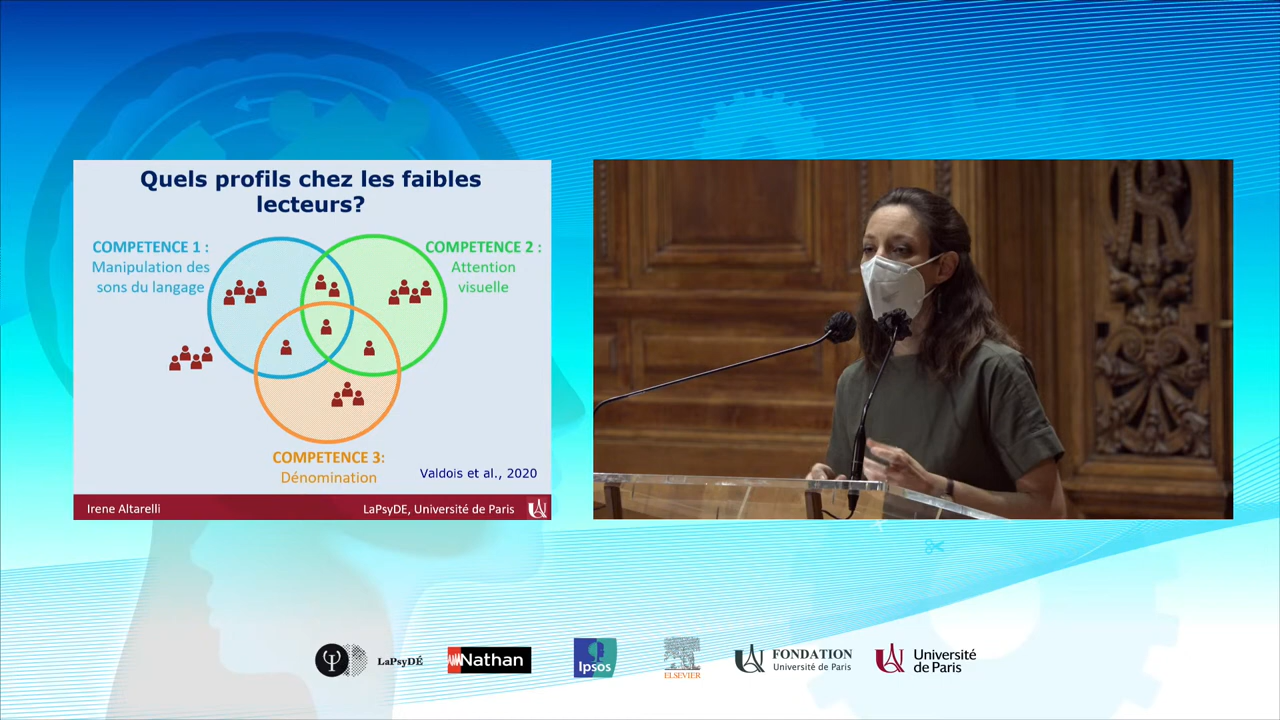 Quels profils chez les faibles
lecteurs?
COMPETENCE 1 :
Manipulation des
sons du langage
COMPETENCE 2 :
Attention
visuelle
COMPETENCE 3:
Dénomination
Valdois et al., 2020
Irene Altarelli
LaPsyDE, Université de Paris
LaPsyDÉ
Nathan
Ipsos
ELSEVIER
FONDATION
Université de Paris
Université
de Paris